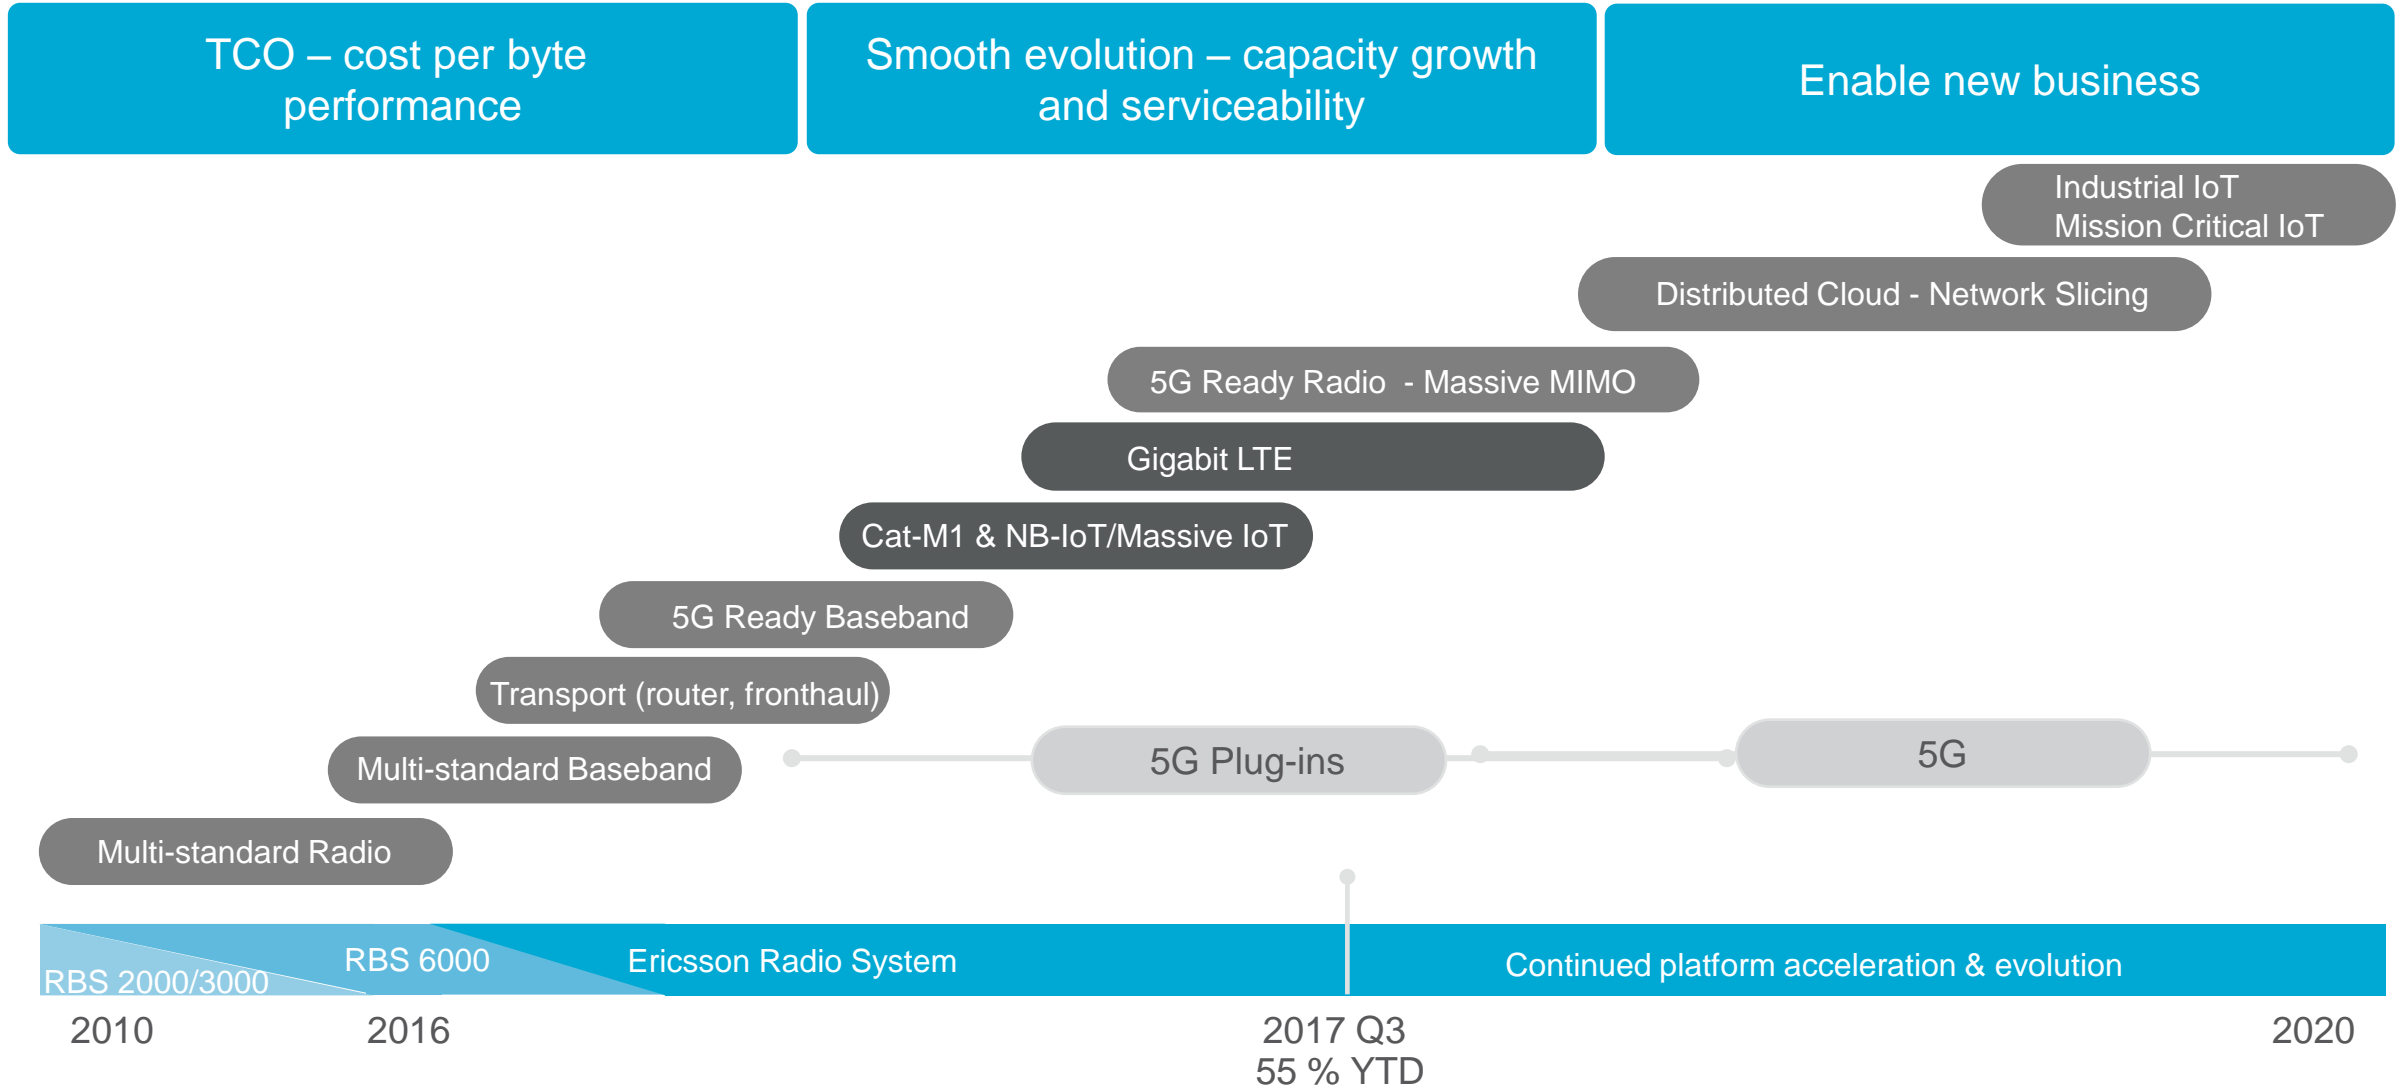 TCO – cost per byte
performance
Smooth evolution – capacity growth
and serviceability
Enable new business
Industrial IoT
Mission Critical IoT
Distributed Cloud - Network Slicing
5G Ready Radio - Massive MIMO
Gigabit LTE
Cat-M1 & NB-IoT/Massive IoT
5G Ready Baseband
Transport (router, fronthaul)
Multi-standard Baseband
5G Plug-ins
5G
Multi-standard Radio
RBS 2000/3000
RBS 6000
Ericsson Radio System
Continued platform acceleration & evolution
2010
2016
2017 Q3
55 % YTD
2020